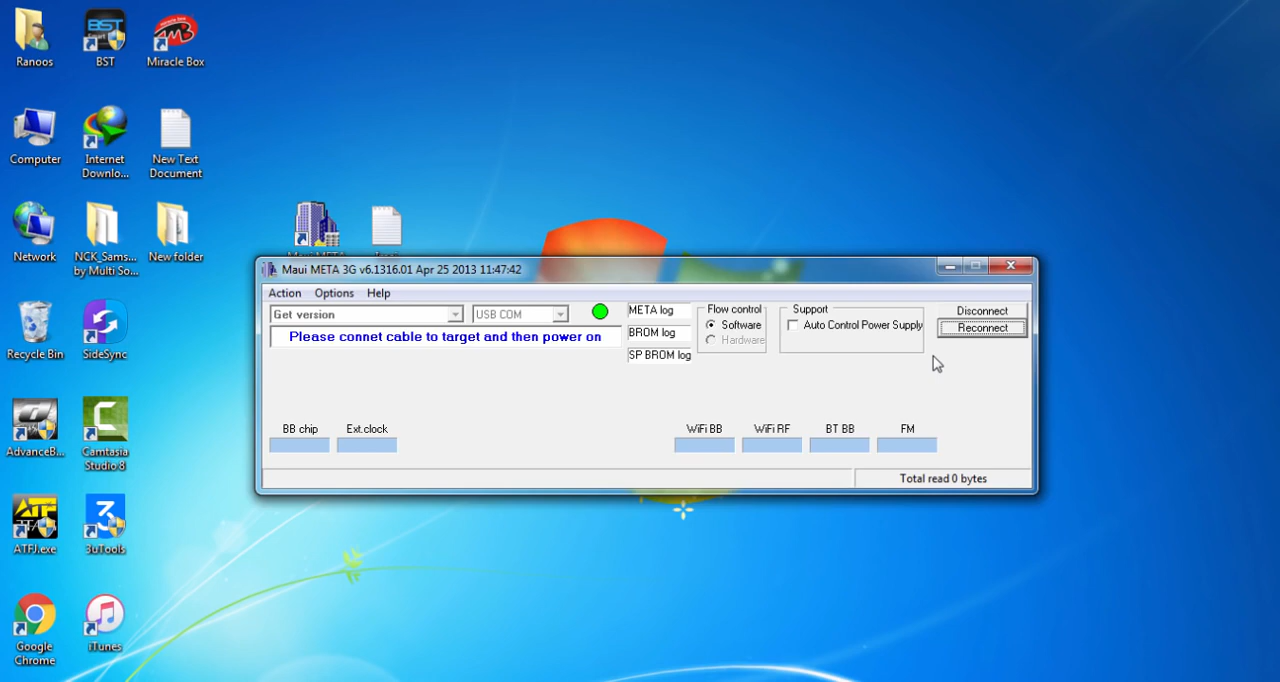 Ranoos
BST
Miracle Box
Computer
Internet
Downlo...
New Text
Document
Network
NCK_Sams...
by Multi So...
New folder
Recycle Bin
SideSync
AdvanceB...
Camtasia
Studio 8
ATFJ.exe
3uTools
Google
Chrome
iTunes
Maui META 3G v6.1316.01 Apr 25 2013 11:47:42
Action Options Help
Get version
USB COM
Please connet cable to target and then power on
META log
BROM log
SP BROM log
Flow control
Software
Hardware
Support
Auto Control Power Supply
Disconnect
Reconnect
BB chip
Ext.clock
WiFi BB
WiFi RF
BT BB
FM
Total read 0 bytes